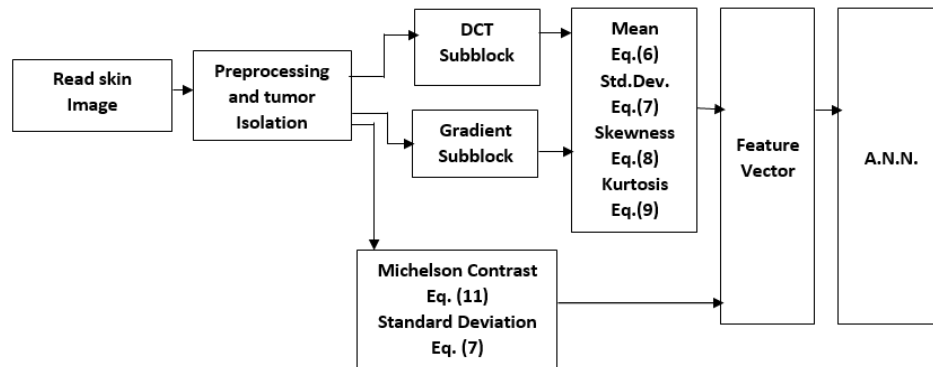 Read skin
Image
Preprocessing
and tumor
Isolation
DCT
Subblock
Gradient
Subblock
Mean
Eq.(6)
Std.Dev.
Eq.(7)
Skewness
Eq.(8)
Kurtosis
Eq.(9)
Michelson Contrast
Eq. (11)
Standard Deviation
Eq. (7)
Feature
Vector
A.N.N.